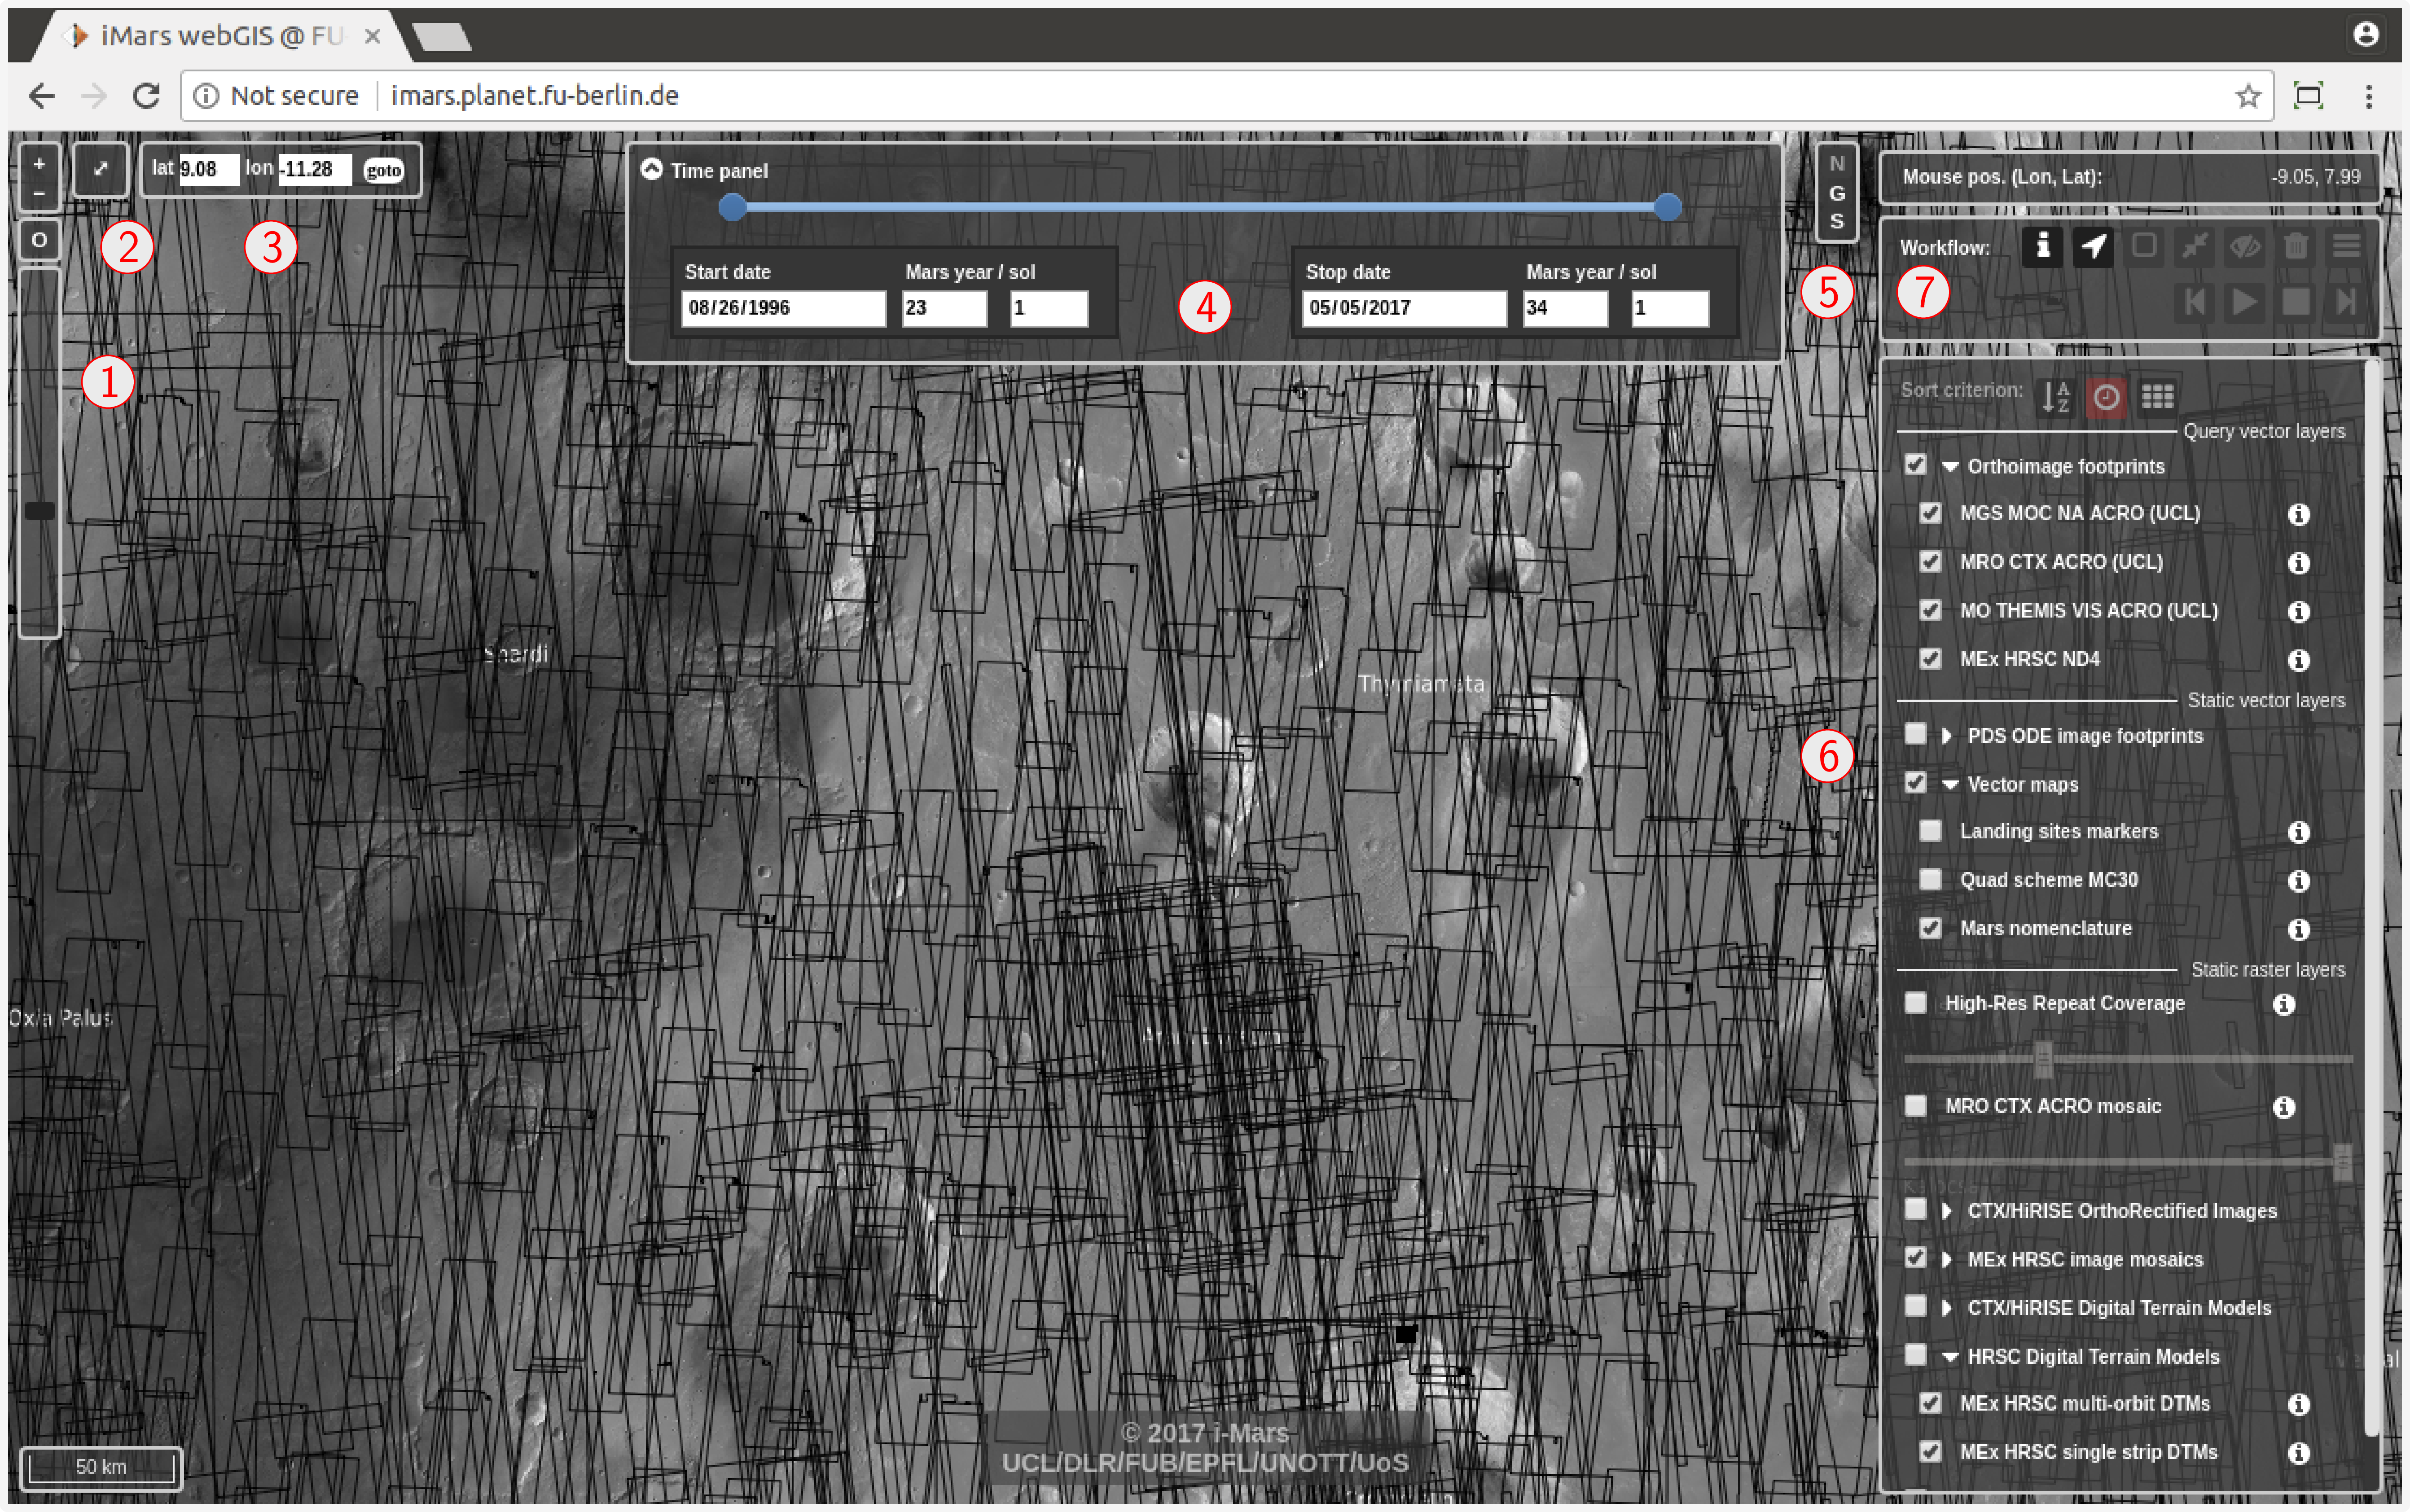 iMars webGIS @ FU
Not secure
imars.planet.fu-berlin.de
+
−
O
lat 9.08 lon -11.28 goto
1
2
3
Time panel
Start date Mars year / sol
08/26/1996 23 1
4
Stop date Mars year / sol
05/05/2017 34 1
N
G
S
5
Mouse pos. (Lon, Lat): -9.05, 7.99
Workflow:
7
Sort criterion: A Z
Query vector layers
Orthoimage footprints
MGS MOC NA ACRO (UCL)
MRO CTX ACRO (UCL)
MO THEMIS VIS ACRO (UCL)
MEx HRSC ND4
Static vector layers
6
PDS ODE image footprints
Vector maps
Landing sites markers
Quad scheme MC30
Mars nomenclature
Static raster layers
High-Res Repeat Coverage
MRO CTX ACRO mosaic
CTX/HiRISE OrthoRectified Images
MEx HRSC image mosaics
CTX/HiRISE Digital Terrain Models
HRSC Digital Terrain Models
MEx HRSC multi-orbit DTMs
MEx HRSC single strip DTMs
Shardi
Thymiamata
Oxia Palus
50 km
© 2017 i-Mars
UCL/DLR/FUB/EPFL/UNOTT/UoS